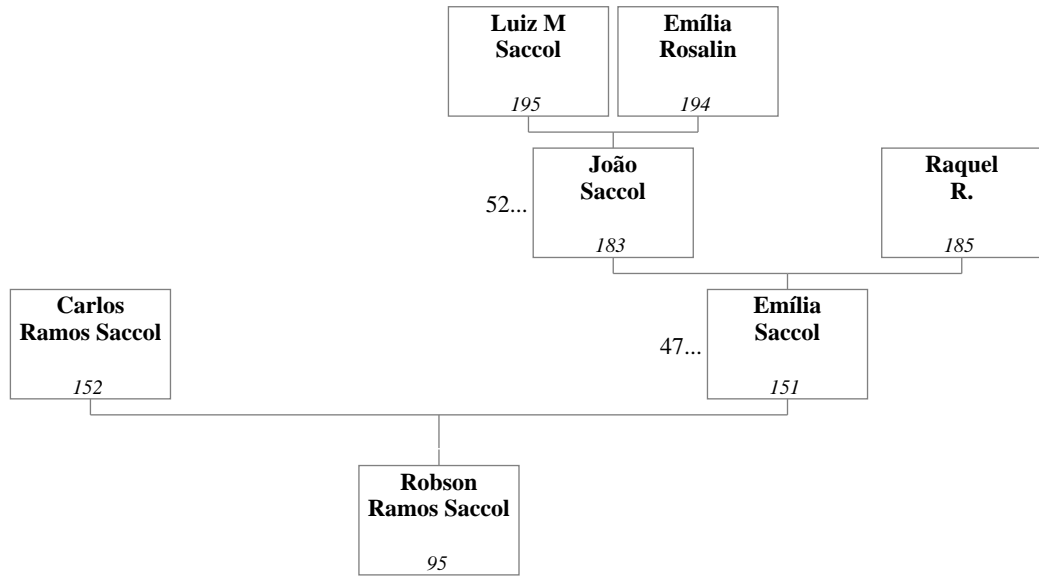 Luiz M
Saccol
195
Emília
Rosalin
194
João
Saccol
183
52...
Raquel
R.
185
Carlos
Ramos Saccol
152
Emília
Saccol
151
47...
Robson
Ramos Saccol
95